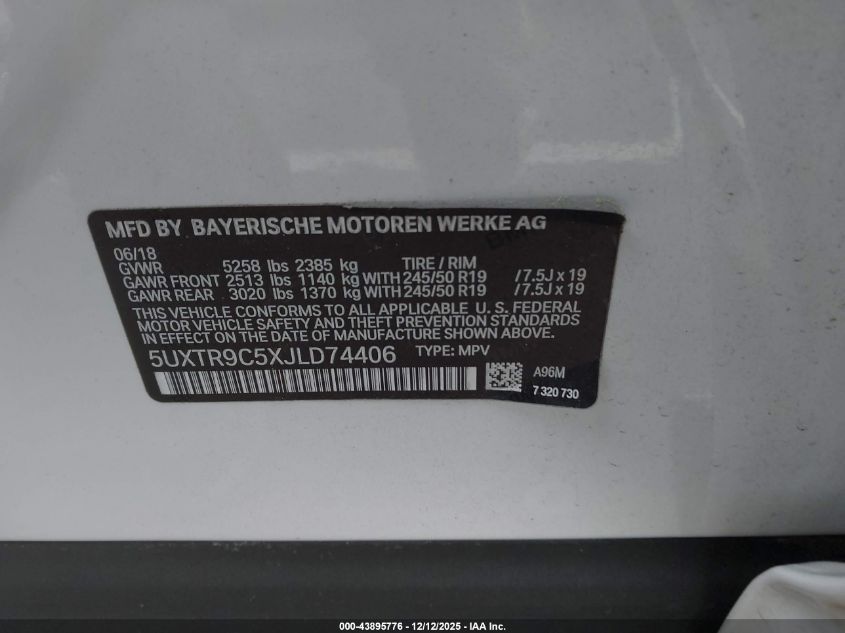 MFD BY BAYERISCHE MOTOREN WERKE AG
06/18
GVWR 5258 lbs 2385 kg TIRE / RIM
GAWR FRONT 2513 lbs 1140 kg WITH 245/50 R19 /7.5J x 19
GAWR REAR 3020 lbs 1370 kg WITH 245/50 R19 /7.5J x 19
THIS VEHICLE CONFORMS TO ALL APPLICABLE U. S. FEDERAL
MOTOR VEHICLE SAFETY AND THEFT PREVENTION STANDARDS
IN EFFECT ON THE DATE OF MANUFACTURE SHOWN ABOVE.
5UXTR9C5XJLD74406 TYPE: MPV
A96M
7 320 730
000-43895776 - 12/12/2025 - IAA Inc.